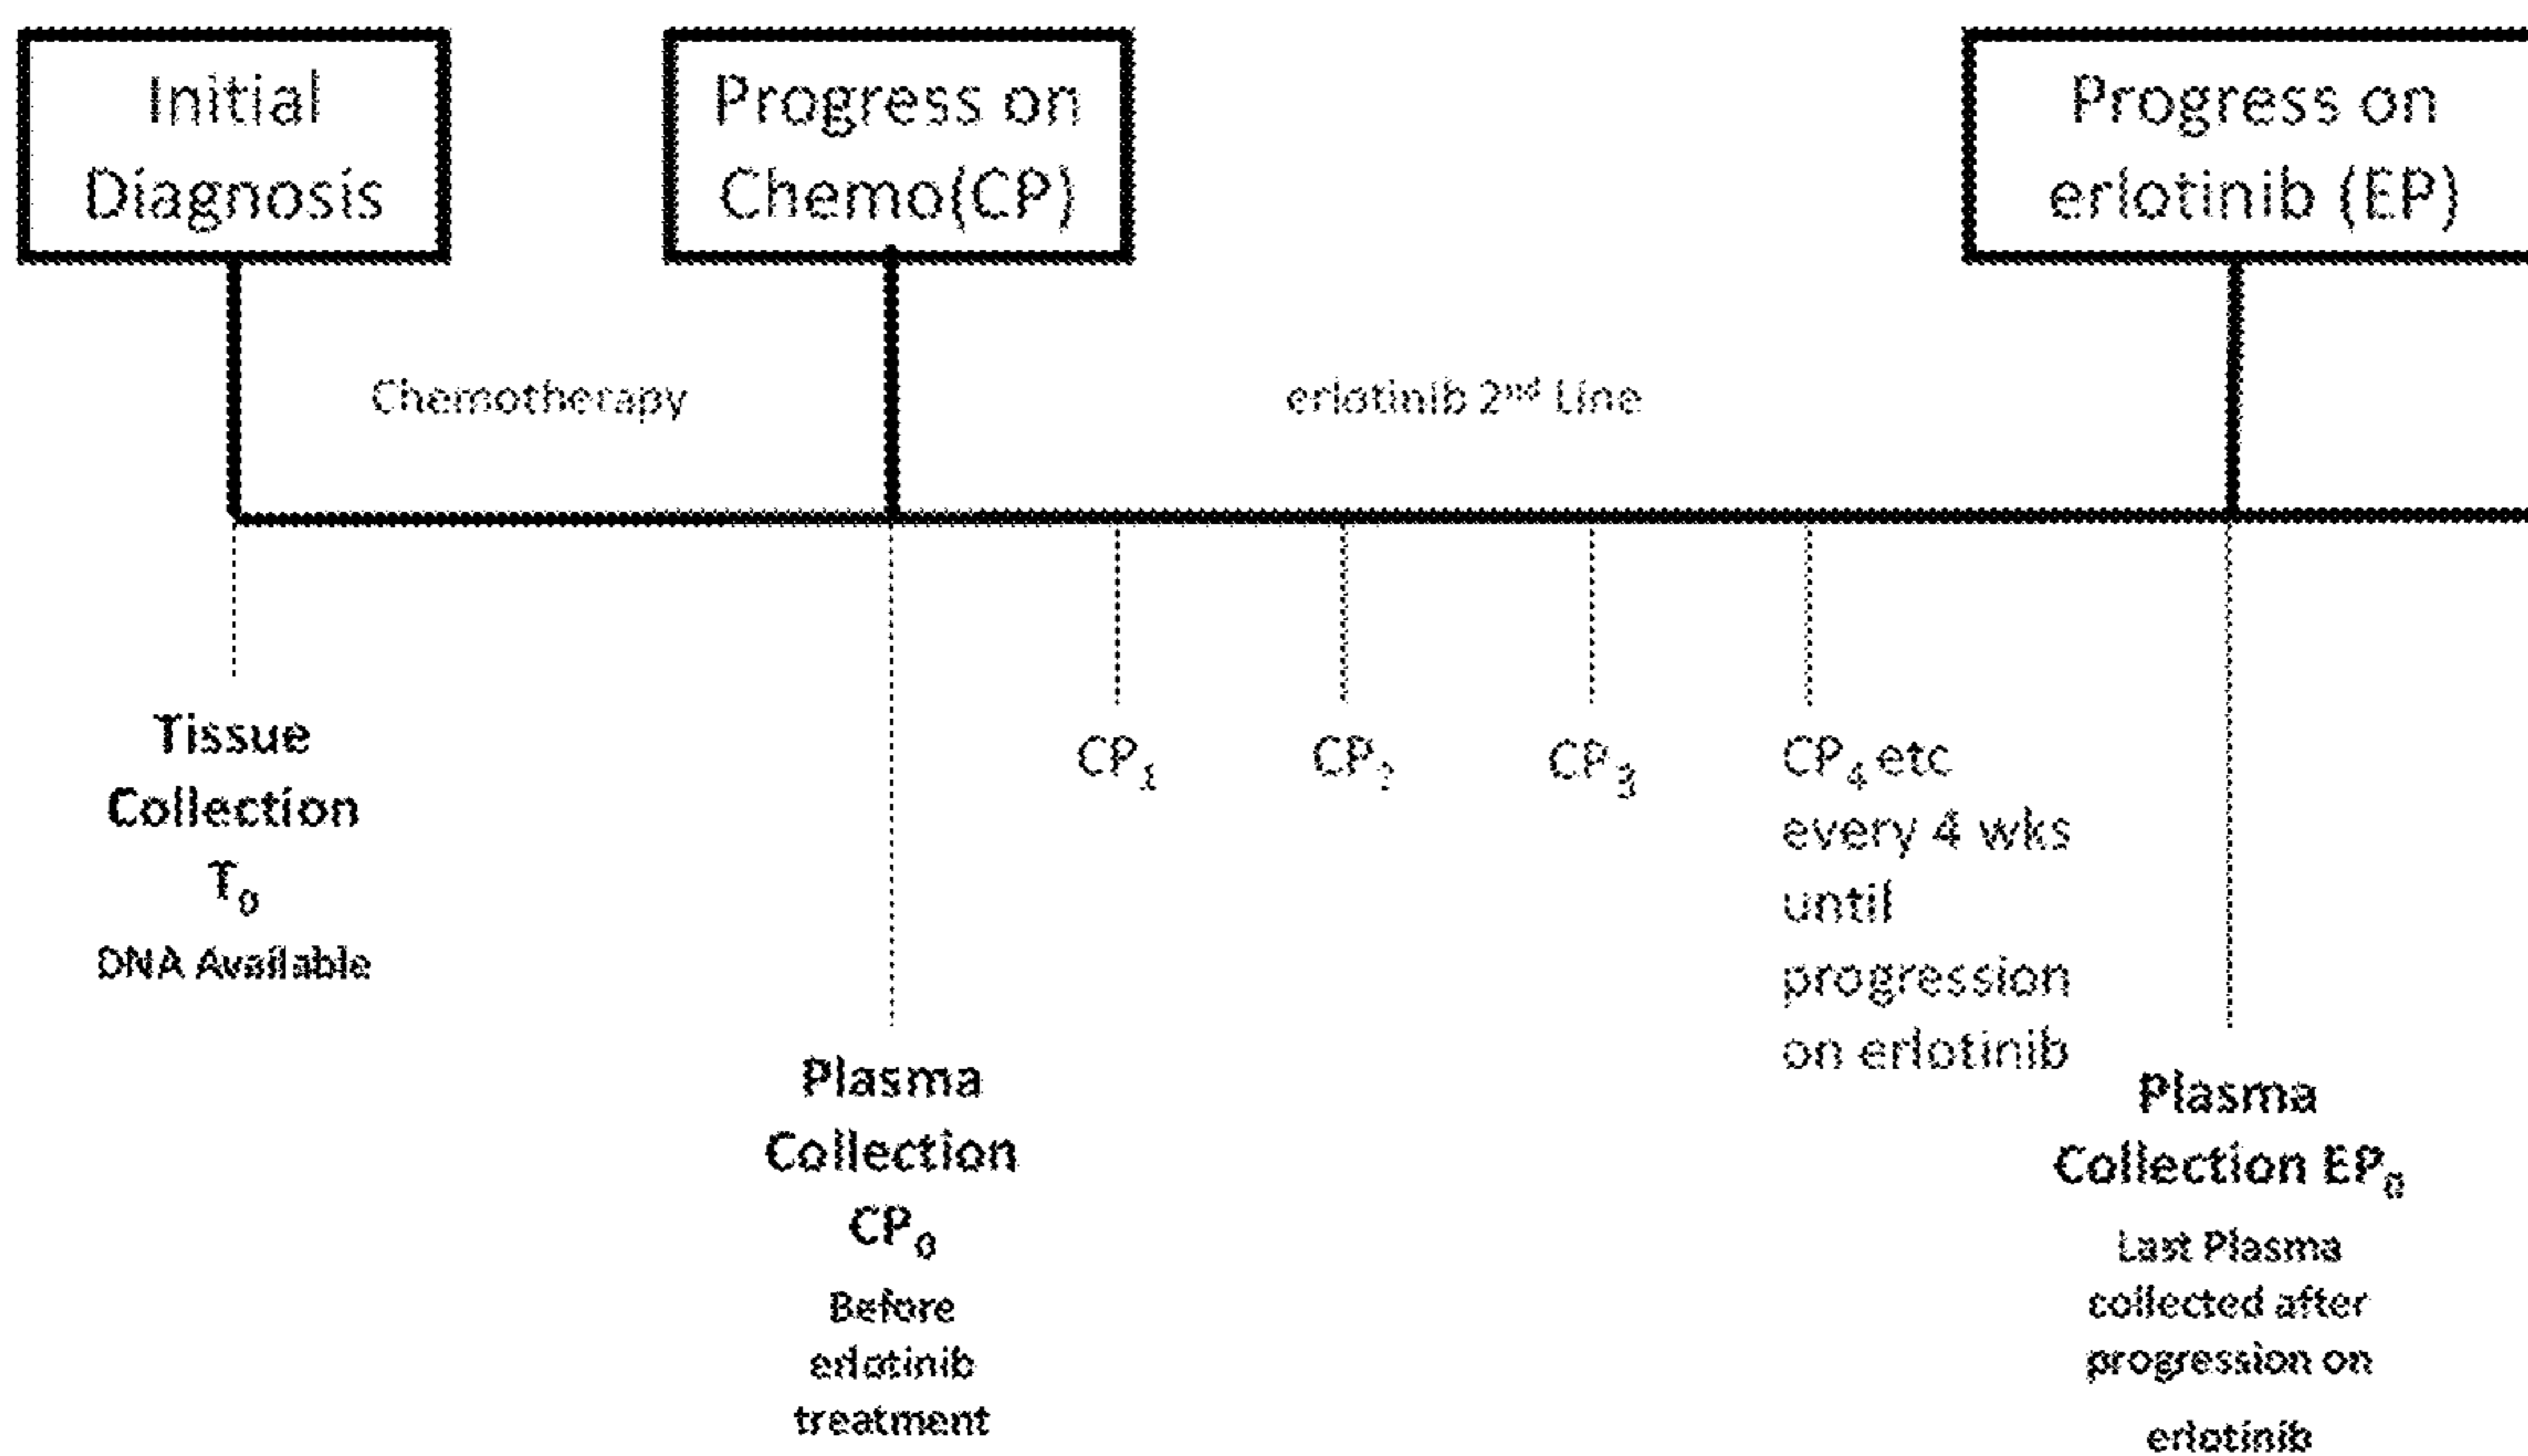 Initial
Diagnosis
Progress on
Chemo(CP)
Progress on
erlotinib (EP)
Chemotherapy
erlotinib 2nd Line
Tissue
Collection
T0
DNA Available
Plasma
Collection
CP0
Before
erlotinib
treatment
CP1
CP2
CP3
CP4 etc
every 4 wks
until
progression
on erlotinib
Plasma
Collection EP0
Last Plasma
collected after
progression on
erlotinib